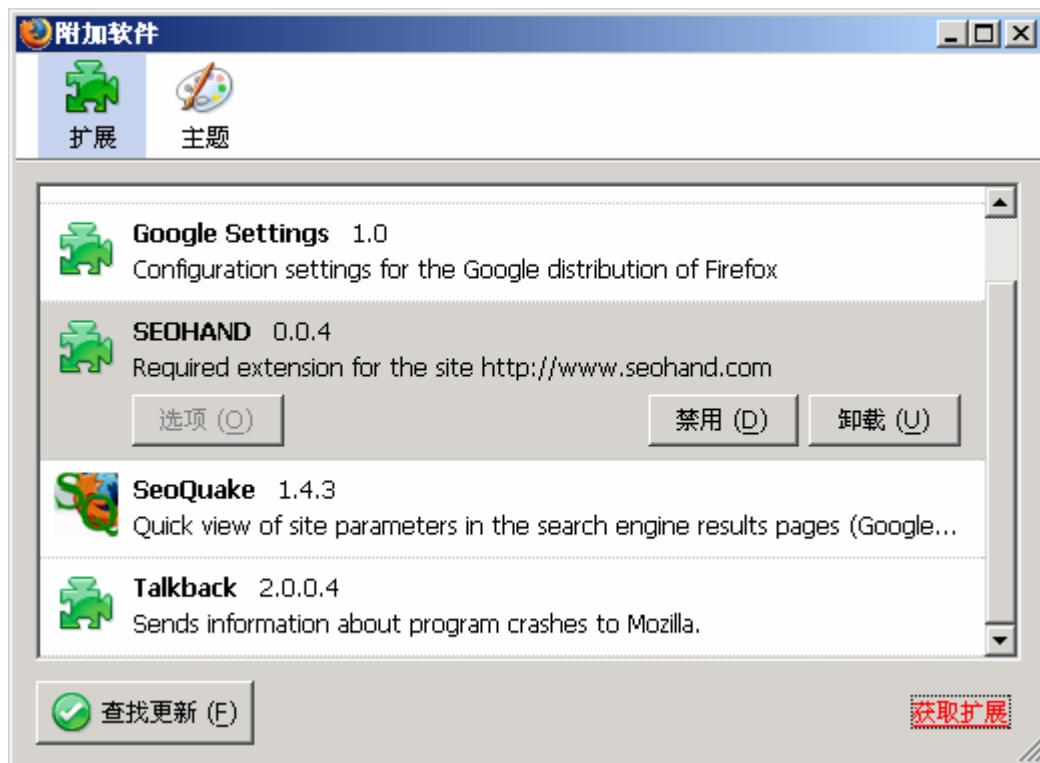 附加软件
扩展 主题
Google Settings 1.0
Configuration settings for the Google distribution of Firefox
SEOHAND 0.0.4
Required extension for the site http://www.seohand.com
选项 (O) 禁用 (D) 卸载 (U)
SeoQuake 1.4.3
Quick view of site parameters in the search engine results pages (Google...
Talkback 2.0.0.4
Sends information about program crashes to Mozilla.
查找更新 (F) 获取扩展